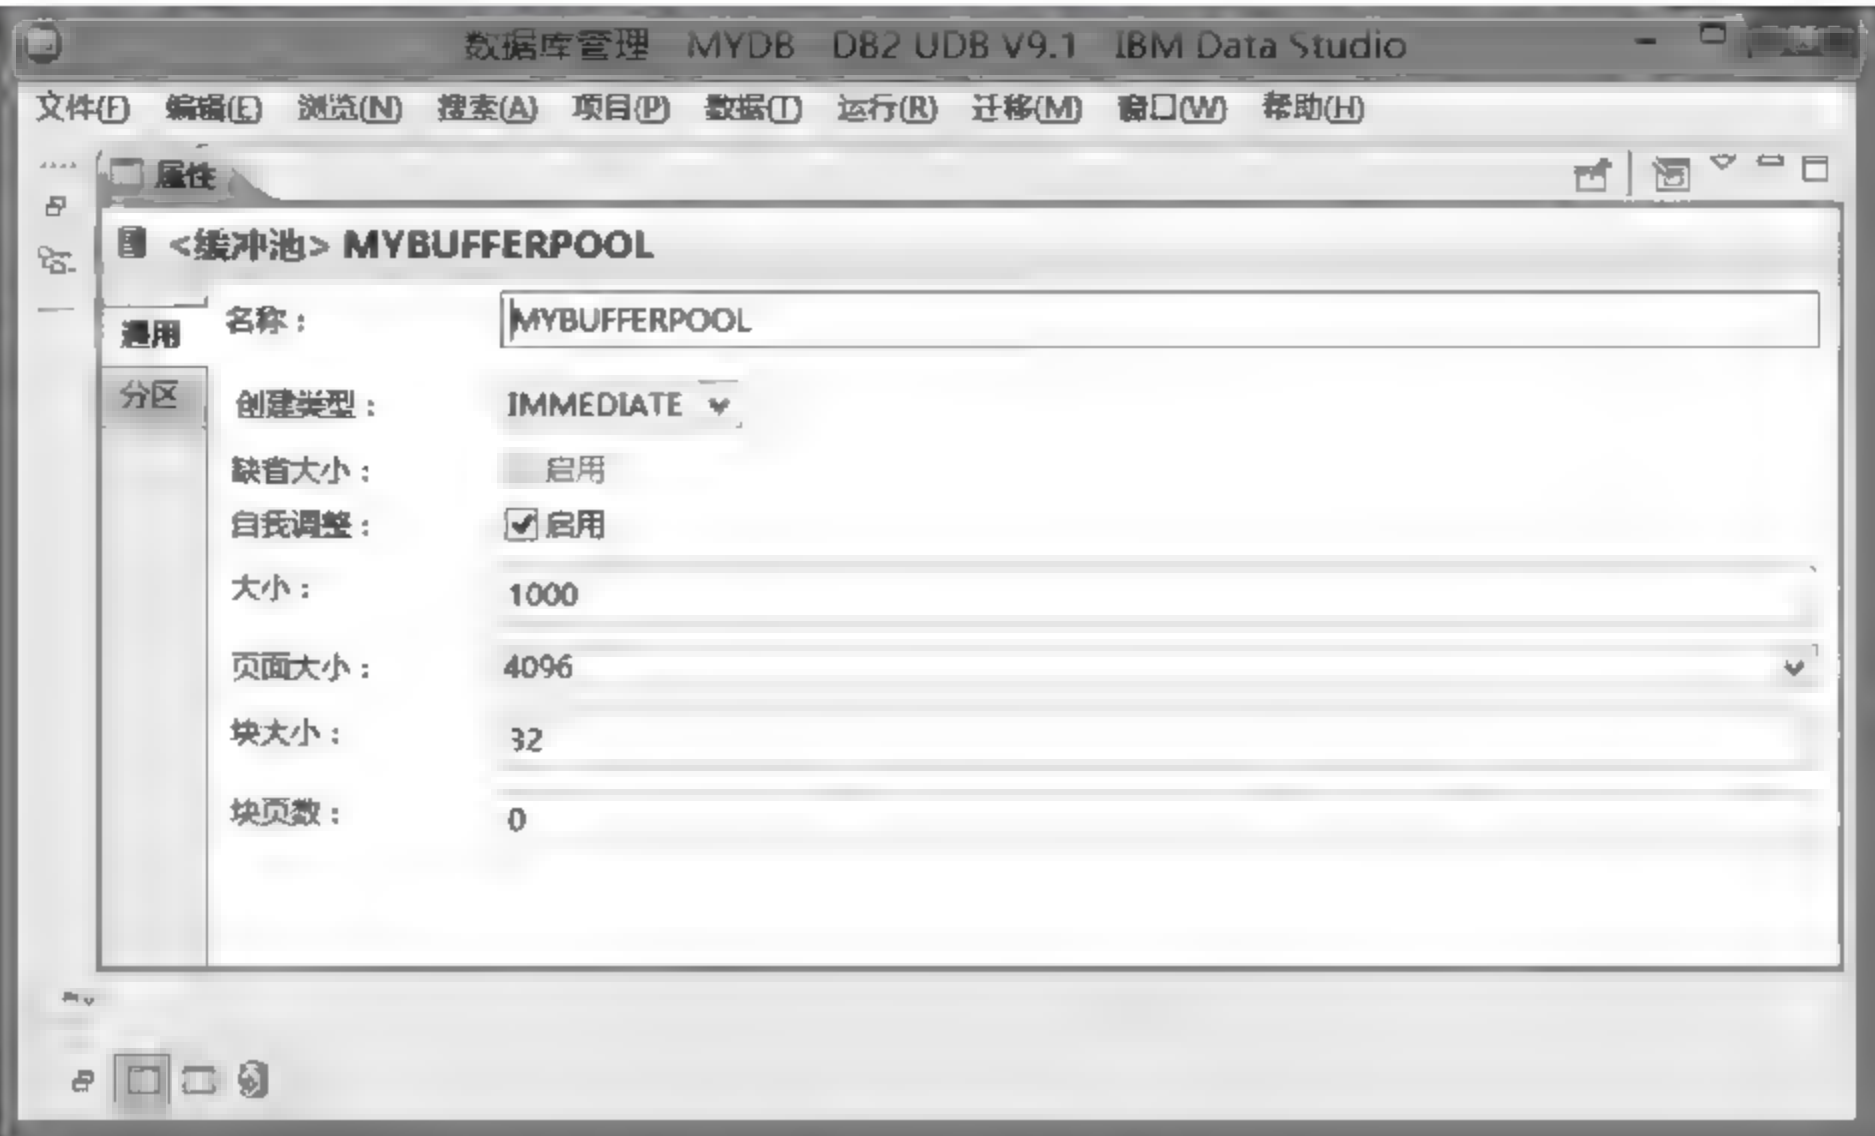 数据库管理 MYDB DB2 UDB V9.1 IBM Data Studio
文件(F) 编辑(E) 浏览(N) 搜索(A) 项目(P) 数据(T) 运行(R) 迁移(M) 窗口(W) 帮助(H)
属性
<缓冲池> MYBUFFERPOOL
通用
名称： MYBUFFERPOOL
分区
创建类型： IMMEDIATE
缺省大小： 启用
自我调整： 启用
大小： 1000
页面大小： 4096
块大小： 32
块页数： 0